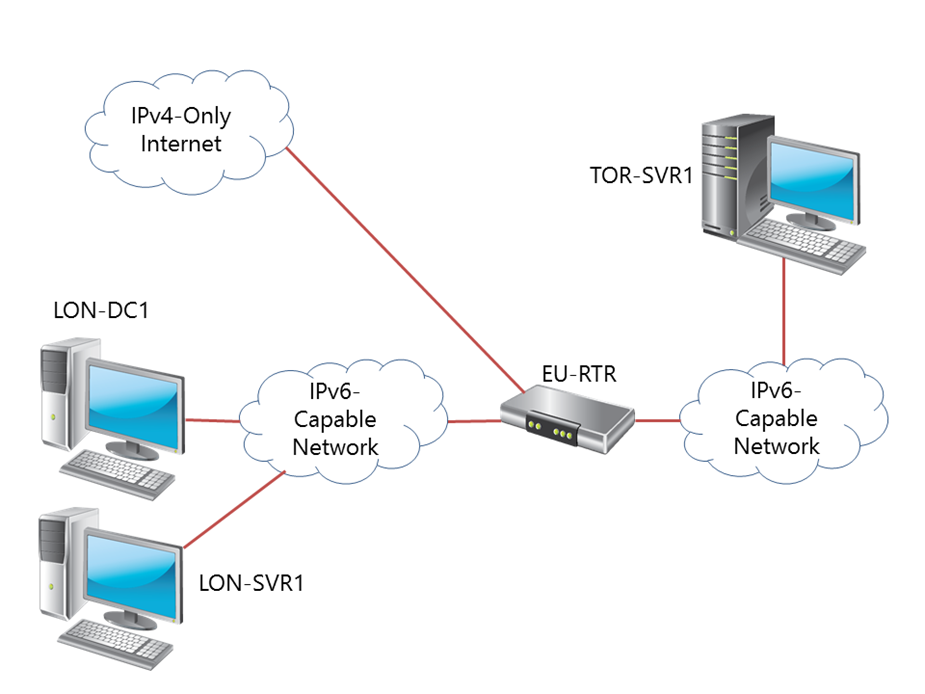 IPv4-Only
Internet
TOR-SVR1
LON-DC1
EU-RTR
IPv6-
Capable
Network
IPv6-
Capable
Network
LON-SVR1